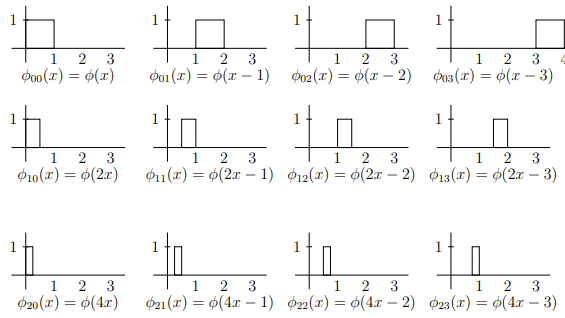 1 1 1 1
1 2 3 1 2 3 1 2 3 1 2 3 4
ϕ₀₀(x) = ϕ(x) ϕ₀₁(x) = ϕ(x − 1) ϕ₀₂(x) = ϕ(x − 2) ϕ₀₃(x) = ϕ(x − 3)
1 1 1 1
1 2 3 1 2 3 1 2 3 1 2 3
ϕ₁₀(x) = ϕ(2x) ϕ₁₁(x) = ϕ(2x − 1) ϕ₁₂(x) = ϕ(2x − 2) ϕ₁₃(x) = ϕ(2x − 3)
1 1 1 1
1 2 3 1 2 3 1 2 3 1 2 3
ϕ₂₀(x) = ϕ(4x) ϕ₂₁(x) = ϕ(4x − 1) ϕ₂₂(x) = ϕ(4x − 2) ϕ₂₃(x) = ϕ(4x − 3)